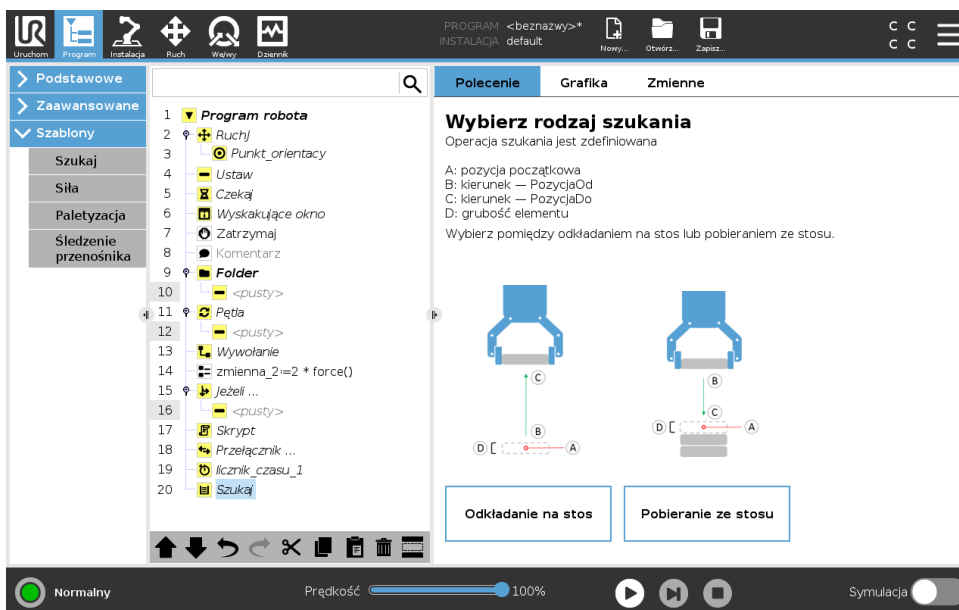 PROGRAM <beznazwy>*
INSTALACJA default
Uruchom Program Instalacja Ruch We/wy Dziennik Nowy... Otwórz... Zapisz...
C C
C C
Podstawowe
Zaawansowane
Szablony
Szukaj
Siła
Paletyzacja
Śledzenie
przenośnika
1 Program robota
2 RuchJ
3 Punkt_orientacy
4 Ustaw
5 Czekaj
6 Wyskakujące okno
7 Zatrzymaj
8 Komentarz
9 Folder
10 <pusty>
11 Pętla
12 <pusty>
13 Wywołanie
14 zmienna_2:=2 * force()
15 Jeżeli ...
16 <pusty>
17 Skrypt
18 Przełącznik ...
19 licznik_czasu_1
20 Szukaj
Polecenie Grafika Zmienne
Wybierz rodzaj szukania
Operacja szukania jest zdefiniowana
A: pozycja początkowa
B: kierunek — PozycjaOd
C: kierunek — PozycjaDo
D: grubość elementu
Wybierz pomiędzy odkładaniem na stos lub pobieraniem ze stosu.
C
B
D A
B
C
D A
Odkładanie na stos Pobieranie ze stosu
Normalny Prędkość 100% Symulacja